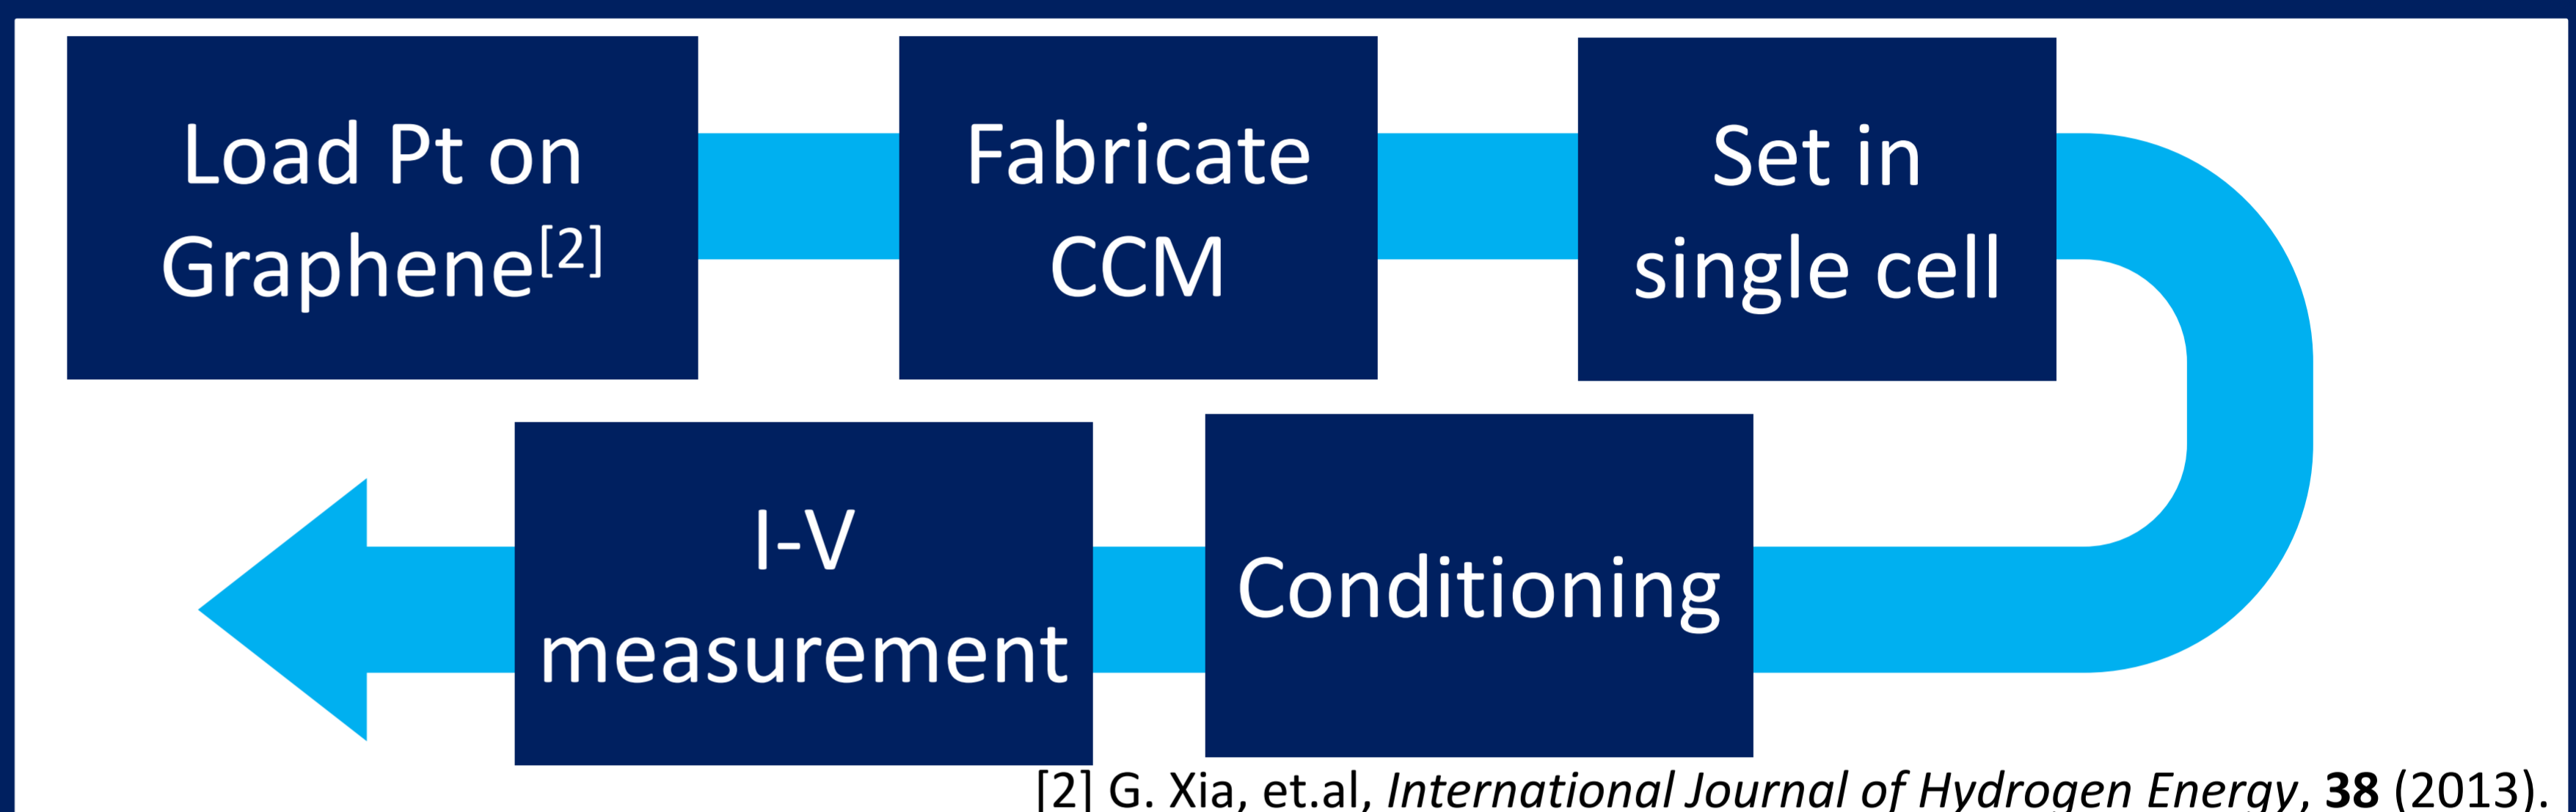 Load Pt on
Graphene[2]
Fabricate
CCM
Set in
single cell
Conditioning
I-V
measurement
[2] G. Xia, et.al, International Journal of Hydrogen Energy, 38 (2013).